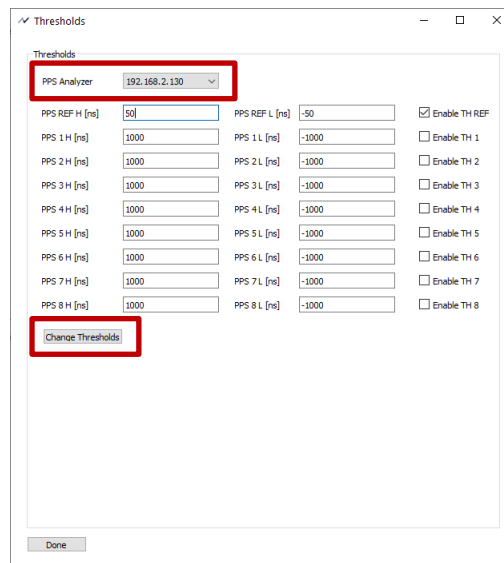 Thresholds
Thresholds
PPS Analyzer 192.168.2.130
PPS REF H [ns] 50 PPS REF L [ns] -50 Enable TH REF
PPS 1 H [ns] 1000 PPS 1 L [ns] -1000 Enable TH 1
PPS 2 H [ns] 1000 PPS 2 L [ns] -1000 Enable TH 2
PPS 3 H [ns] 1000 PPS 3 L [ns] -1000 Enable TH 3
PPS 4 H [ns] 1000 PPS 4 L [ns] -1000 Enable TH 4
PPS 5 H [ns] 1000 PPS 5 L [ns] -1000 Enable TH 5
PPS 6 H [ns] 1000 PPS 6 L [ns] -1000 Enable TH 6
PPS 7 H [ns] 1000 PPS 7 L [ns] -1000 Enable TH 7
PPS 8 H [ns] 1000 PPS 8 L [ns] -1000 Enable TH 8
Change Thresholds
Done